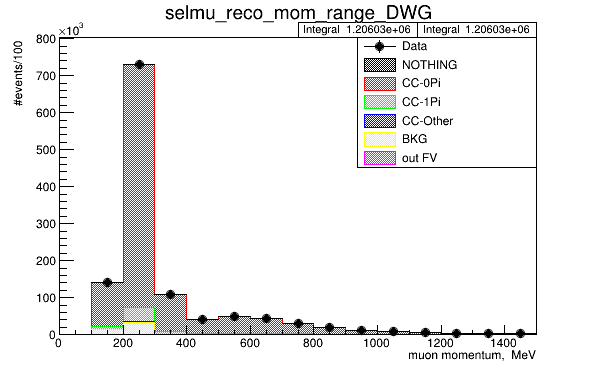 selmu_reco_mom_range_DWG
Integral 1.20603e+06 Integral 1.20603e+06
×10³
#events/100
Data
NOTHING
CC-0Pi
CC-1Pi
CC-Other
BKG
out FV
800
700
600
500
400
300
200
100
0
0 200 400 600 800 1000 1200 1400
muon momentum, MeV